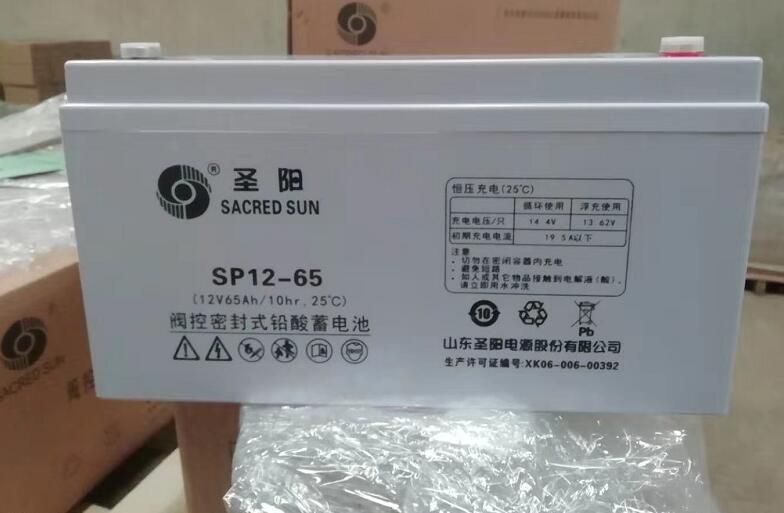 圣阳
SACRED SUN
®
圣阳
SACRED SUN
SP12-65
(12V65Ah/10hr, 25℃)
阀控密封式铅酸蓄电池
恒压充电(25℃)
循环使用 浮充使用
充电电压/只 14.4V 13.62V
初期充电电流 19.5A以下
注意
. 切勿在密闭容器内充电
. 避免短路
. 如人或其它物品接触到电解液(酸),
请立即用水冲洗
10
Pb
山东圣阳电源股份有限公司
生产许可证编号:XK06-006-00392
SACRED SUN